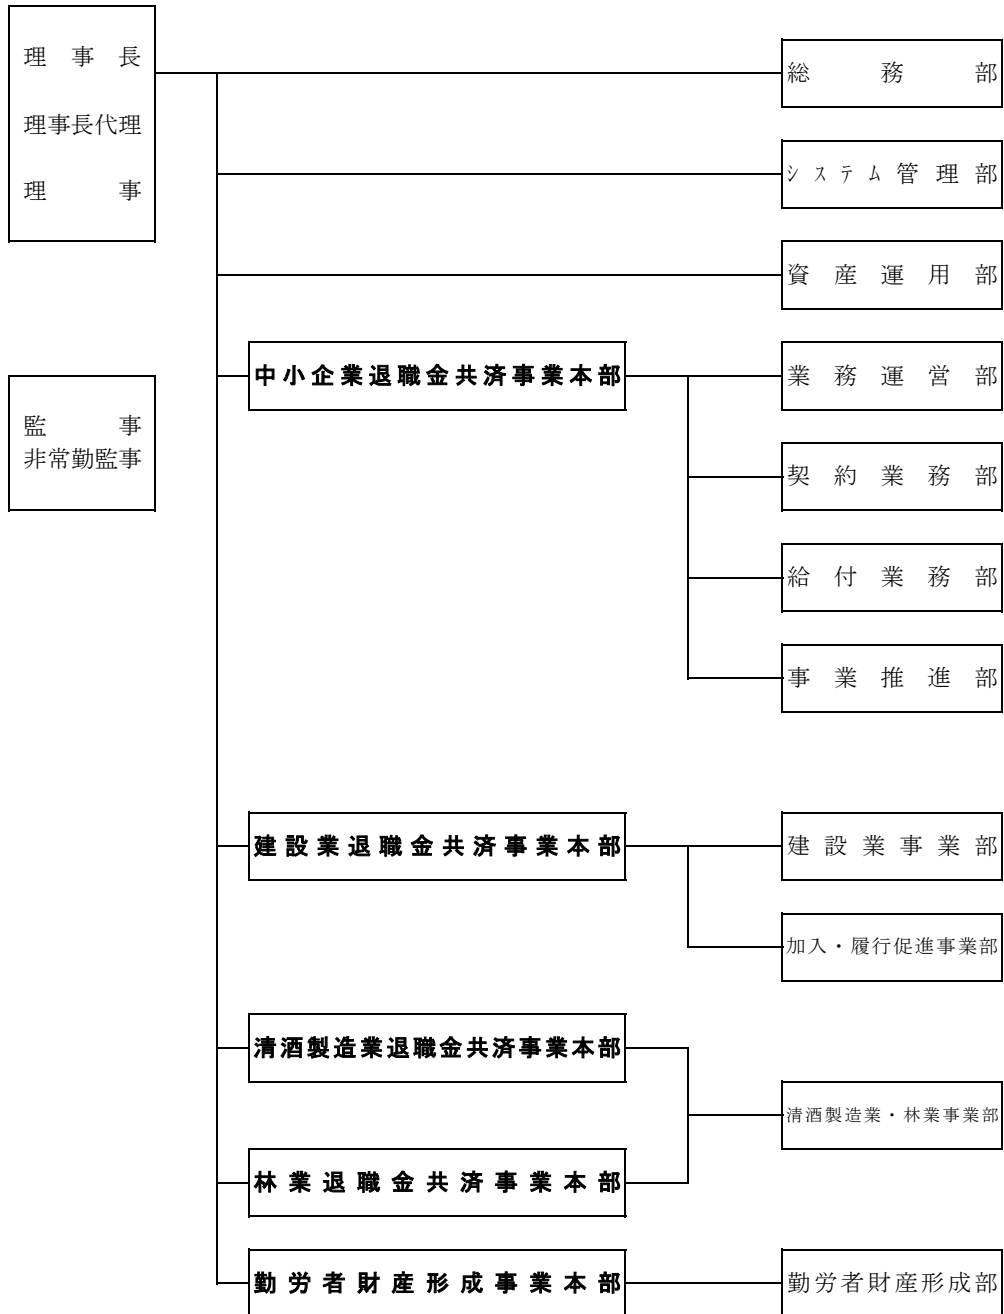 理事長
理事長代理
理事
監事
非常勤監事
総務部
システム管理部
資産運用部
中小企業退職金共済事業本部
業務運営部
契約業務部
給付業務部
事業推進部
建設業退職金共済事業本部
建設業事業部
加入・履行促進事業部
清酒製造業退職金共済事業本部
清酒製造業・林業事業部
林業退職金共済事業本部
勤労者財産形成事業本部
勤労者財産形成部